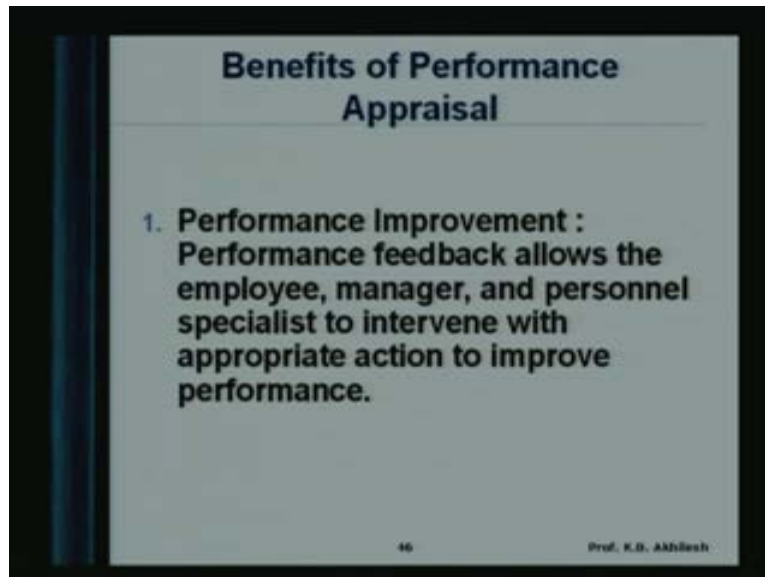 Benefits of Performance
Appraisal
1. Performance Improvement :
Performance feedback allows the
employee, manager, and personnel
specialist to intervene with
appropriate action to improve
performance.
46
Prof. K.B. Akhilesh